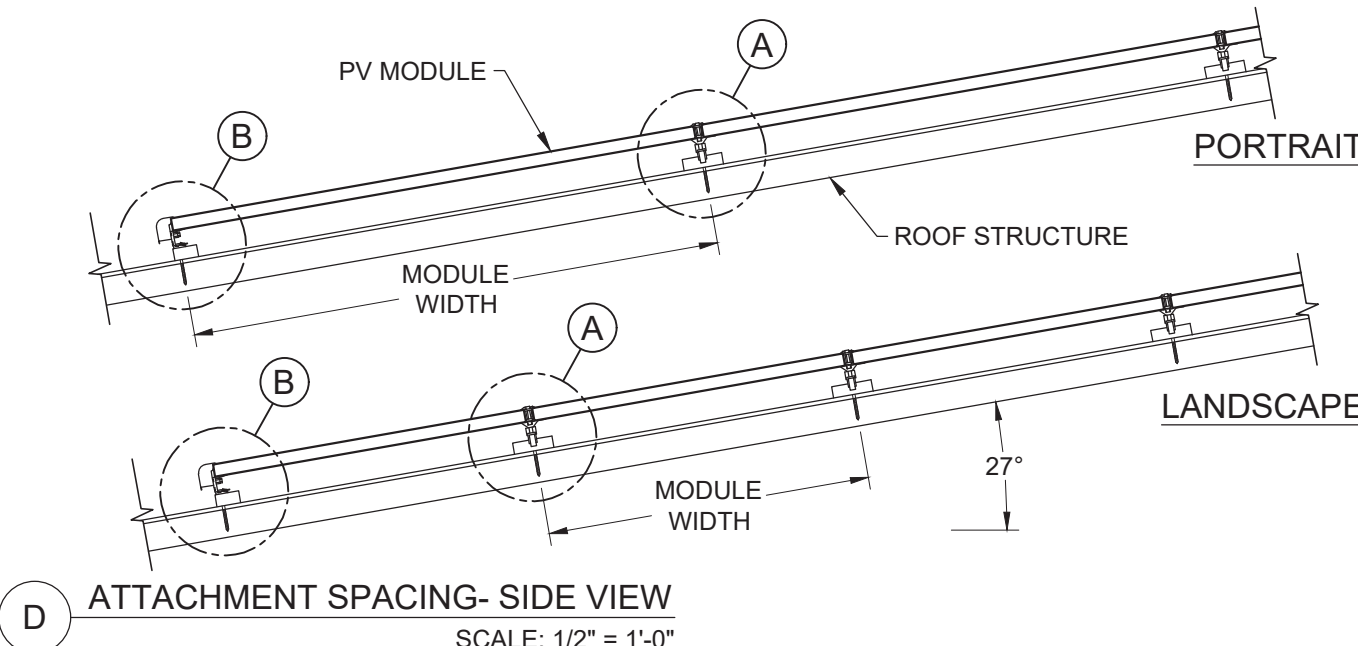 PV MODULE
A
B
PORTRAIT
ROOF STRUCTURE
MODULE
WIDTH
A
B
LANDSCAPE
27°
MODULE
WIDTH
D
ATTACHMENT SPACING- SIDE VIEW
SCALE: 1/2" = 1'-0"